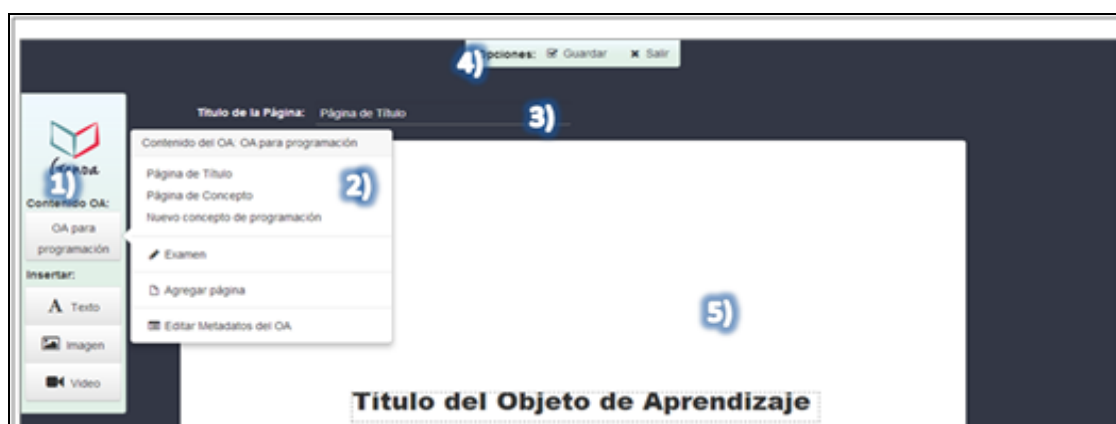 4)
Opciones: Guardar Salir
Título de la Página: Página de Título
3)
1)
Contenido OA:
OA para
programación
Insertar:
A Texto
Imagen
Video
Contenido del OA: OA para programación
2)
Página de Título
Página de Concepto
Nuevo concepto de programación
Examen
Agregar página
Editar Metadatos del OA
5)
Título del Objeto de Aprendizaje